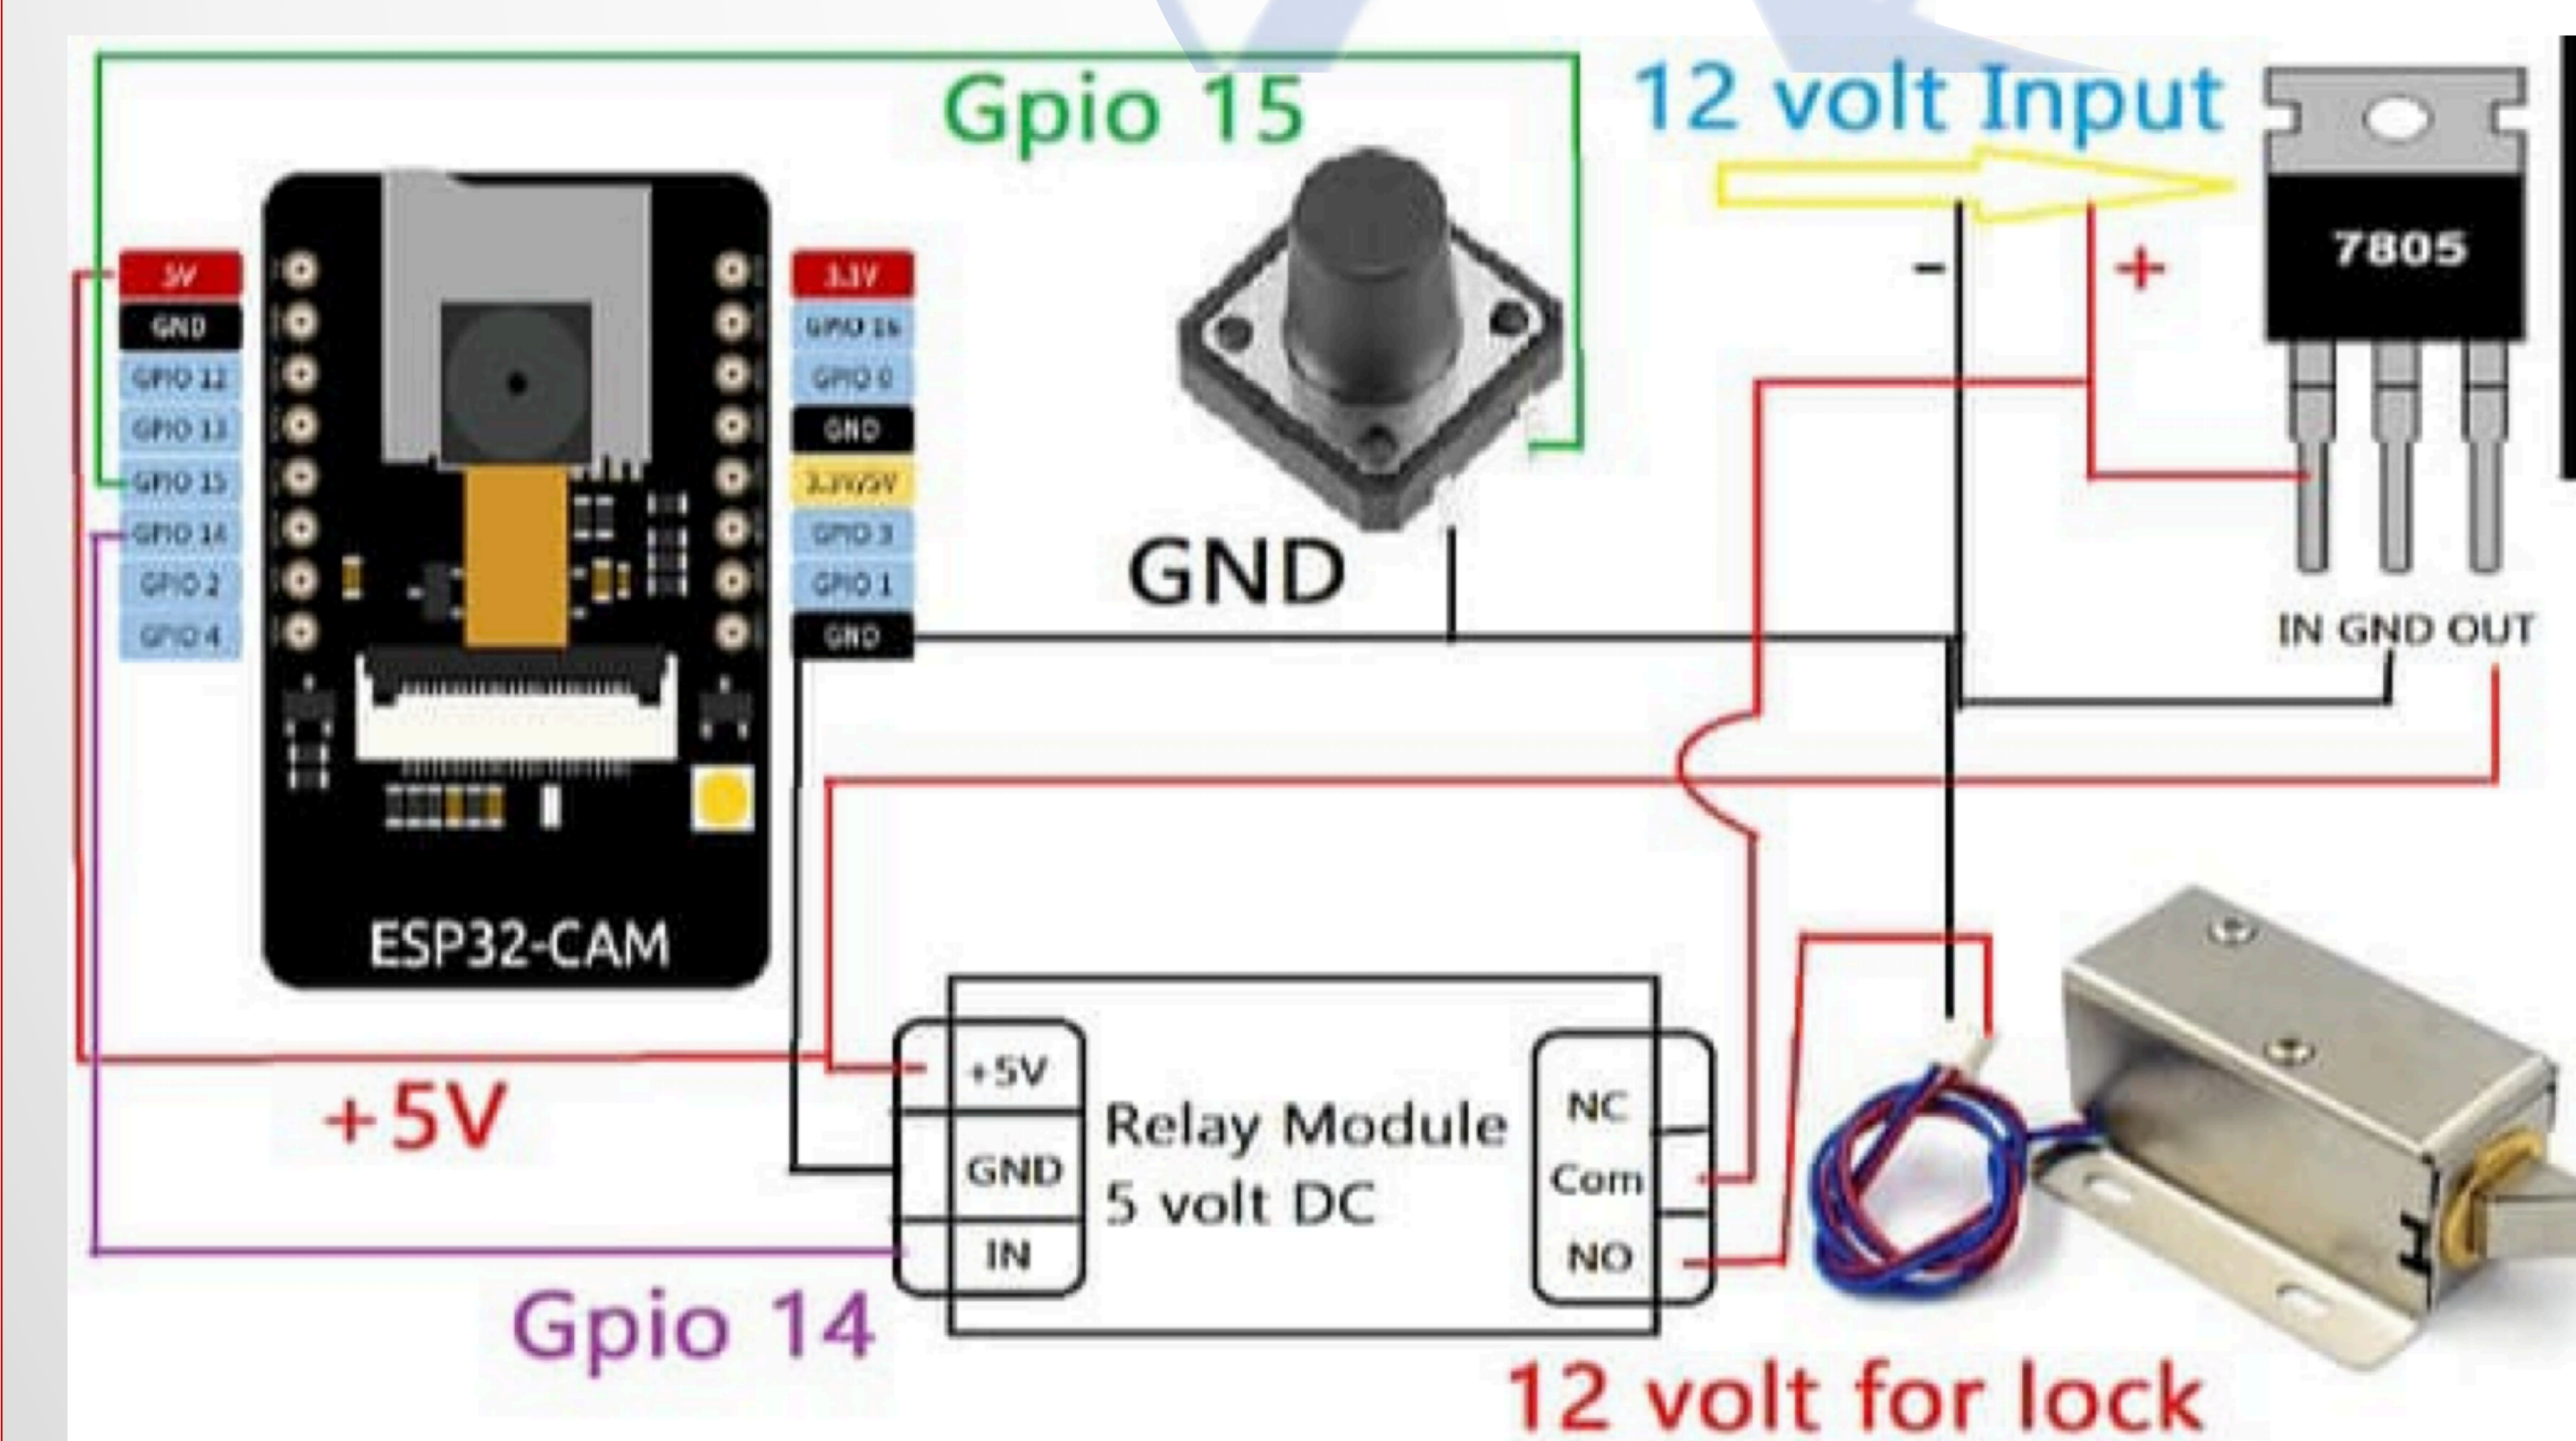 Gpio 15
12 volt Input
-
+
7805
IN GND OUT
5V
GND
GPIO 12
GPIO 13
GPIO 15
GPIO 14
GPIO 2
GPIO 4
3.3V
GPIO 16
GPIO 0
GND
3.3V/5V
GPIO 3
GPIO 1
GND
GND
ESP32-CAM
+5V
+5V
GND
IN
Relay Module
5 volt DC
NC
Com
NO
Gpio 14
12 volt for lock